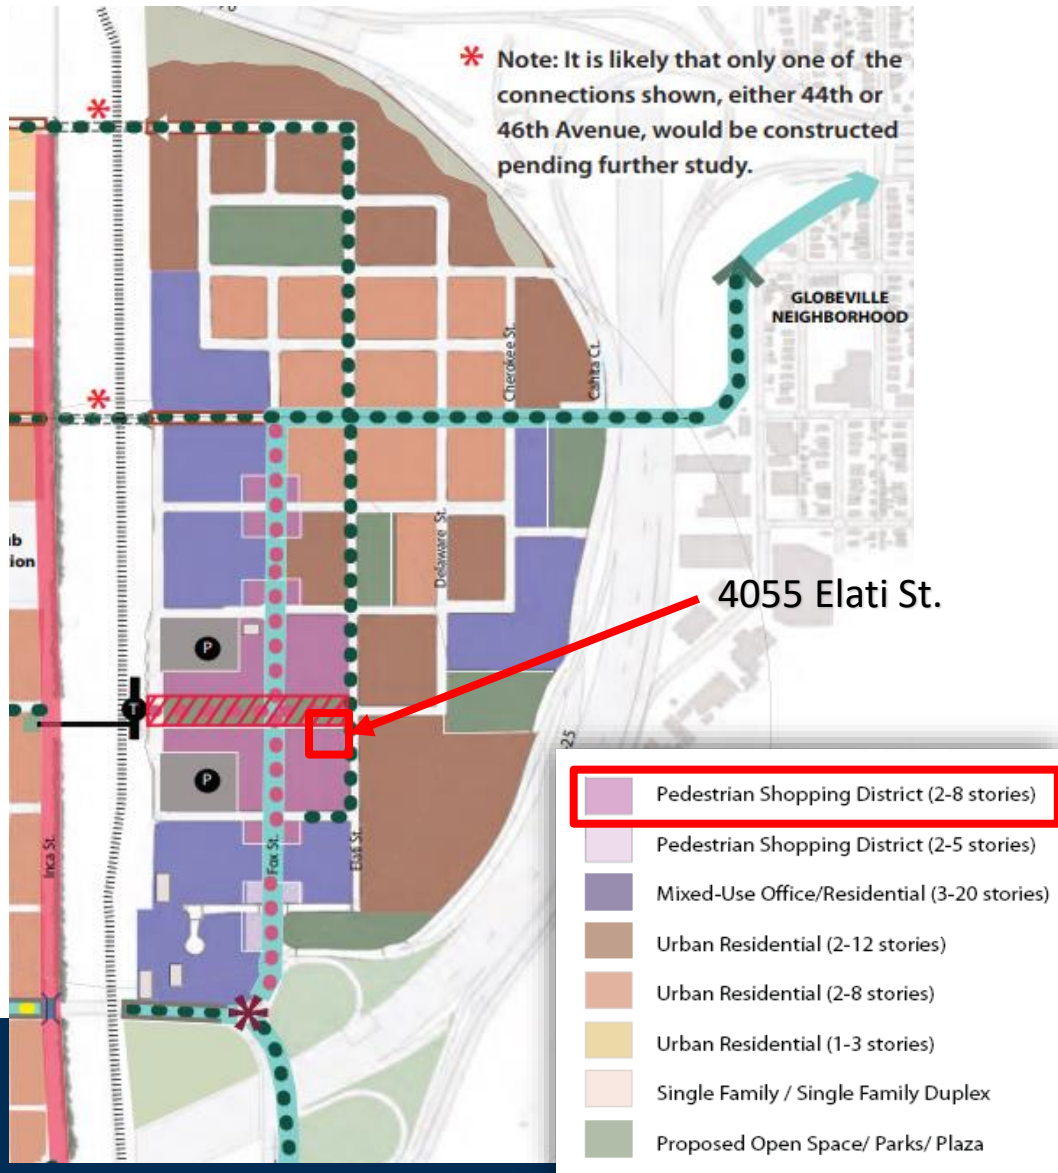 * Note: It is likely that only one of the
connections shown, either 44th or
46th Avenue, would be constructed
pending further study.
*
GLOBEVILLE
NEIGHBORHOOD
Cherokee St.
Cahita Ct.
*
b
ion
Delaware St.
4055 Elati St.
P
T
-25
P
Inca St.
Fox St.
Elati St.
Pedestrian Shopping District (2-8 stories)
Pedestrian Shopping District (2-5 stories)
Mixed-Use Office/Residential (3-20 stories)
Urban Residential (2-12 stories)
Urban Residential (2-8 stories)
Urban Residential (1-3 stories)
Single Family / Single Family Duplex
Proposed Open Space/ Parks/ Plaza